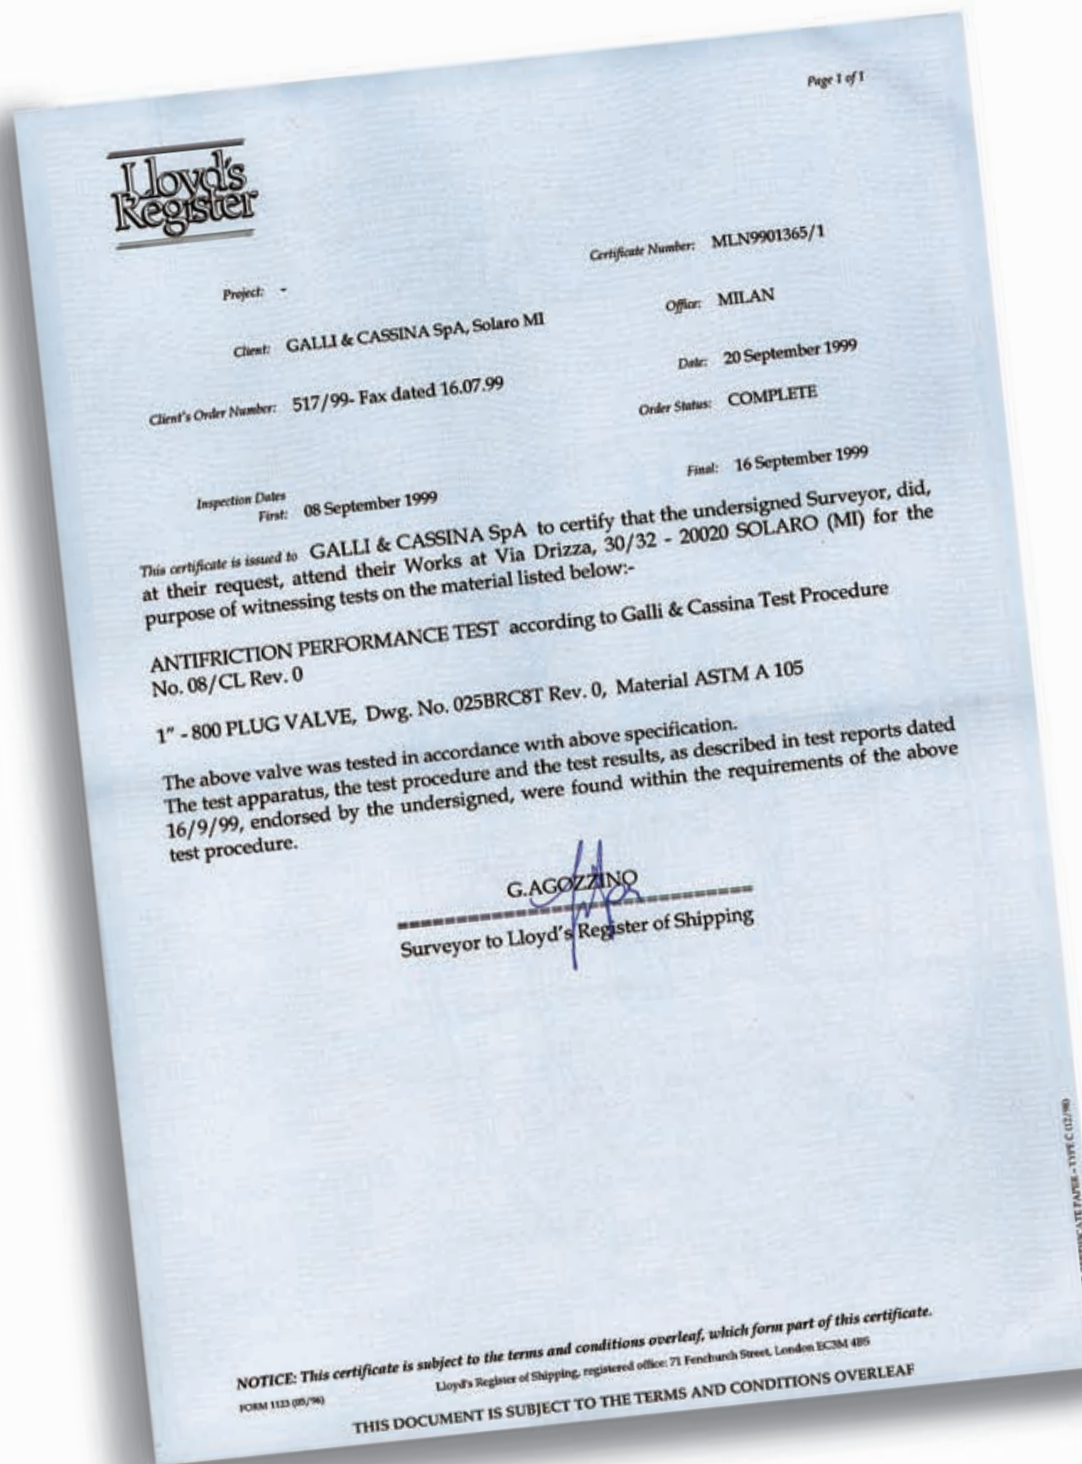 Page 1 of 1
Lloyd's
Register
Certificate Number: MLN9901365/1
Project: -
Office: MILAN
Client: GALLI & CASSINA SpA, Solaro MI
Date: 20 September 1999
Client's Order Number: 517/99- Fax dated 16.07.99
Order Status: COMPLETE
Inspection Dates
First: 08 September 1999
Final: 16 September 1999
This certificate is issued to GALLI & CASSINA SpA to certify that the undersigned Surveyor, did,
at their request, attend their Works at Via Drizza, 30/32 - 20020 SOLARO (MI) for the
purpose of witnessing tests on the material listed below:-
ANTIFRICTION PERFORMANCE TEST according to Galli & Cassina Test Procedure
No. 08/CL Rev. 0
1" - 800 PLUG VALVE, Dwg. No. 025BRC8T Rev. 0, Material ASTM A 105
The above valve was tested in accordance with above specification.
The test apparatus, the test procedure and the test results, as described in test reports dated
16/9/99, endorsed by the undersigned, were found within the requirements of the above
test procedure.
G.AGOZZINO
Surveyor to Lloyd's Register of Shipping
PAPER - TYPE C (12/98)
NOTICE: This certificate is subject to the terms and conditions overleaf, which form part of this certificate.
Lloyd's Register of Shipping, registered office: 71 Fenchurch Street, London EC3M 4BS
FORM 1123 (05/96)
THIS DOCUMENT IS SUBJECT TO THE TERMS AND CONDITIONS OVERLEAF